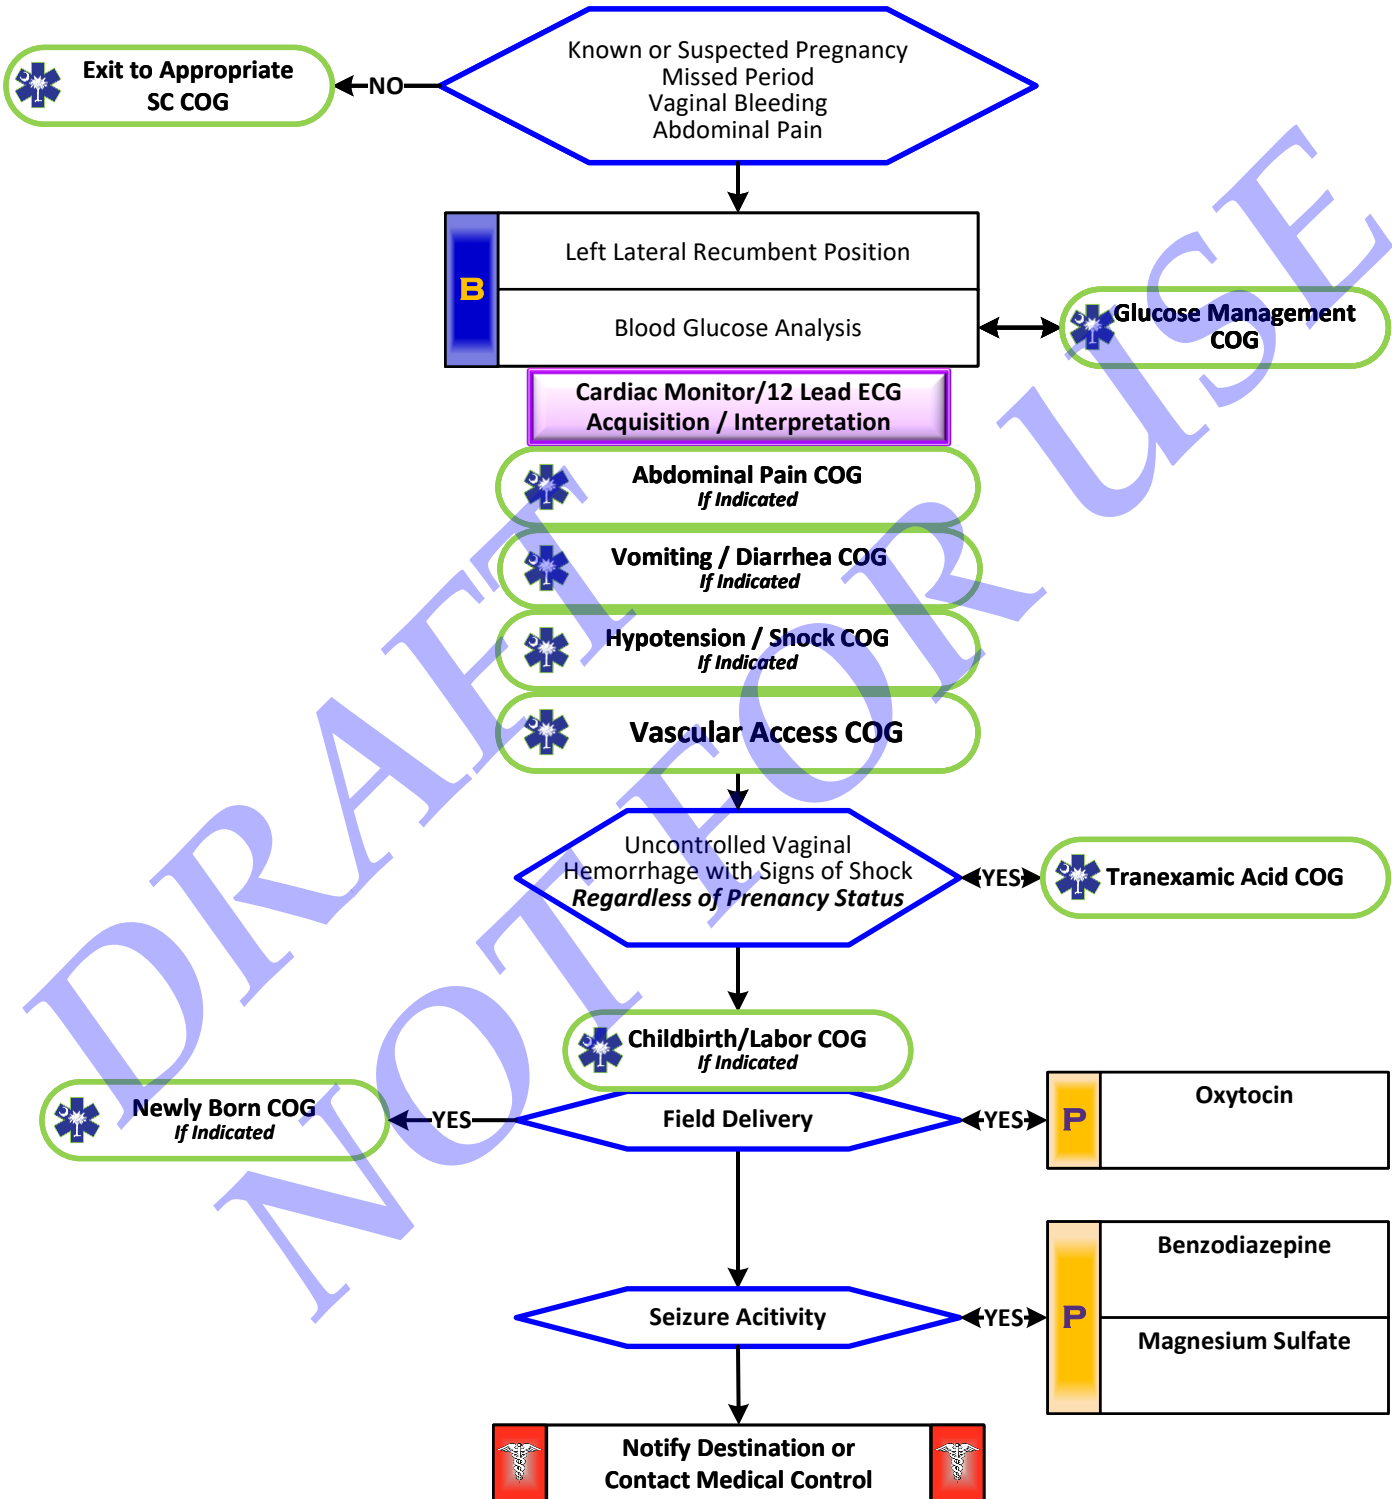 Known or Suspected Pregnancy
Missed Period
Vaginal Bleeding
Abdominal Pain
NO
Exit to Appropriate
SC COG
B
Left Lateral Recumbent Position
Blood Glucose Analysis
Glucose Management
COG
Cardiac Monitor/12 Lead ECG
Acquisition / Interpretation
Abdominal Pain COG
If Indicated
Vomiting / Diarrhea COG
If Indicated
Hypotension / Shock COG
If Indicated
Vascular Access COG
Uncontrolled Vaginal
Hemorrhage with Signs of Shock
Regardless of Prenancy Status
YES
Tranexamic Acid COG
Childbirth/Labor COG
If Indicated
Newly Born COG
If Indicated
YES
Field Delivery
YES
P
Oxytocin
Seizure Acitivity
YES
P
Benzodiazepine
Magnesium Sulfate
Notify Destination or
Contact Medical Control
DRAFT
NOT FOR USE